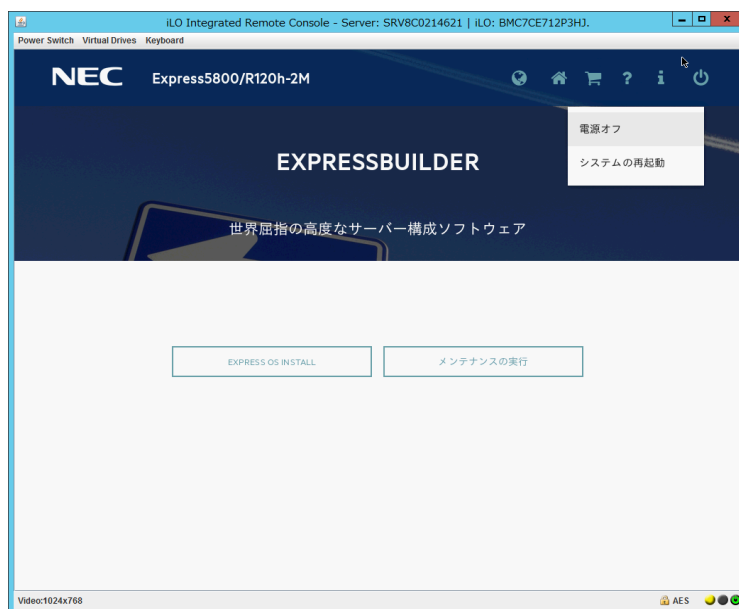 iLO Integrated Remote Console - Server: SRV8C0214621 | iLO: BMC7CE712P3HJ.
Power Switch Virtual Drives Keyboard
NEC Express5800/R120h-2M
電源オフ
システムの再起動
EXPRESSBUILDER
世界屈指の高度なサーバー構成ソフトウェア
EXPRESS OS INSTALL メンテナンスの実行
Video:1024x768 AES